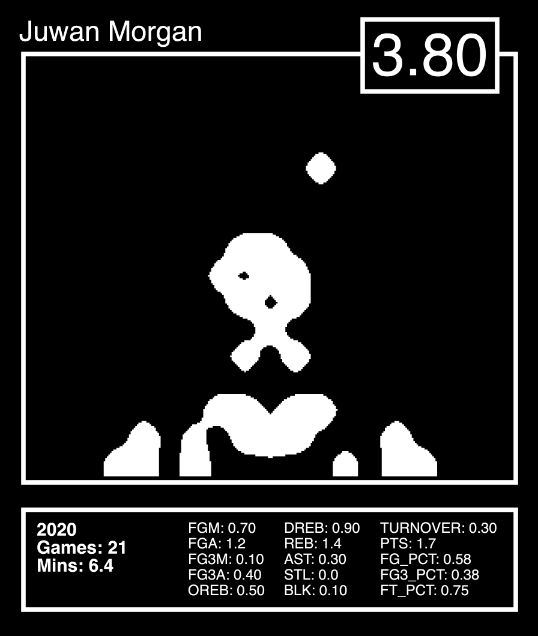 Juwan Morgan
3.80
2020
Games: 21
Mins: 6.4
FGM: 0.70
FGA: 1.2
FG3M: 0.10
FG3A: 0.40
OREB: 0.50
DREB: 0.90
REB: 1.4
AST: 0.30
STL: 0.0
BLK: 0.10
TURNOVER: 0.30
PTS: 1.7
FG_PCT: 0.58
FG3_PCT: 0.38
FT_PCT: 0.75